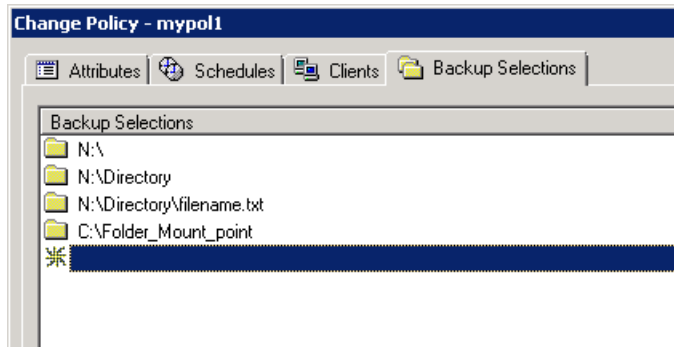 Change Policy - mypol1
Attributes Schedules Clients Backup Selections
Backup Selections
N:\
N:\Directory
N:\Directory\filename.txt
C:\Folder_Mount_point